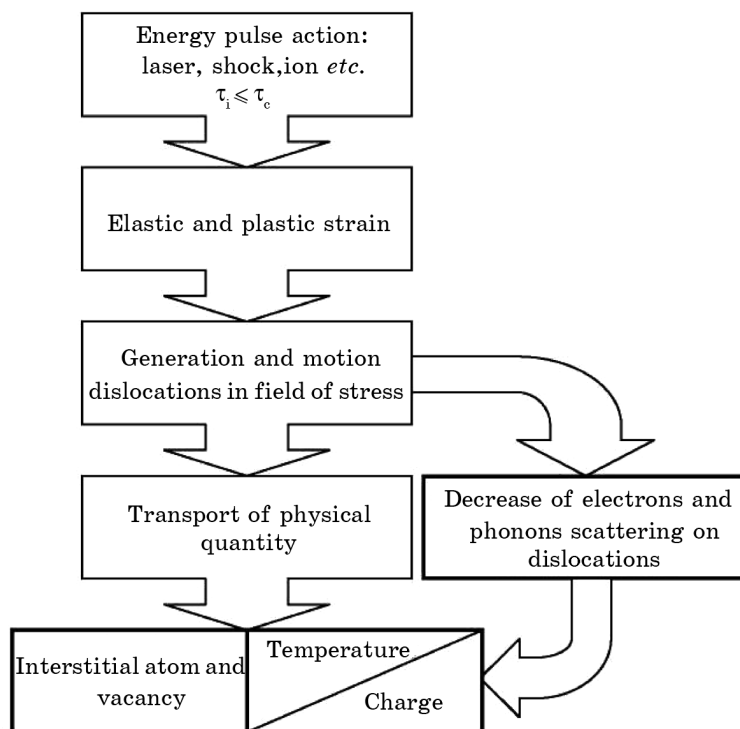 Energy pulse action:
laser, shock,ion etc.
τi ⩽ τc
Elastic and plastic strain
Generation and motion
dislocations in field of stress
Transport of physical
quantity
Decrease of electrons and
phonons scattering on
dislocations
Interstitial atom and
vacancy
Temperature
Charge